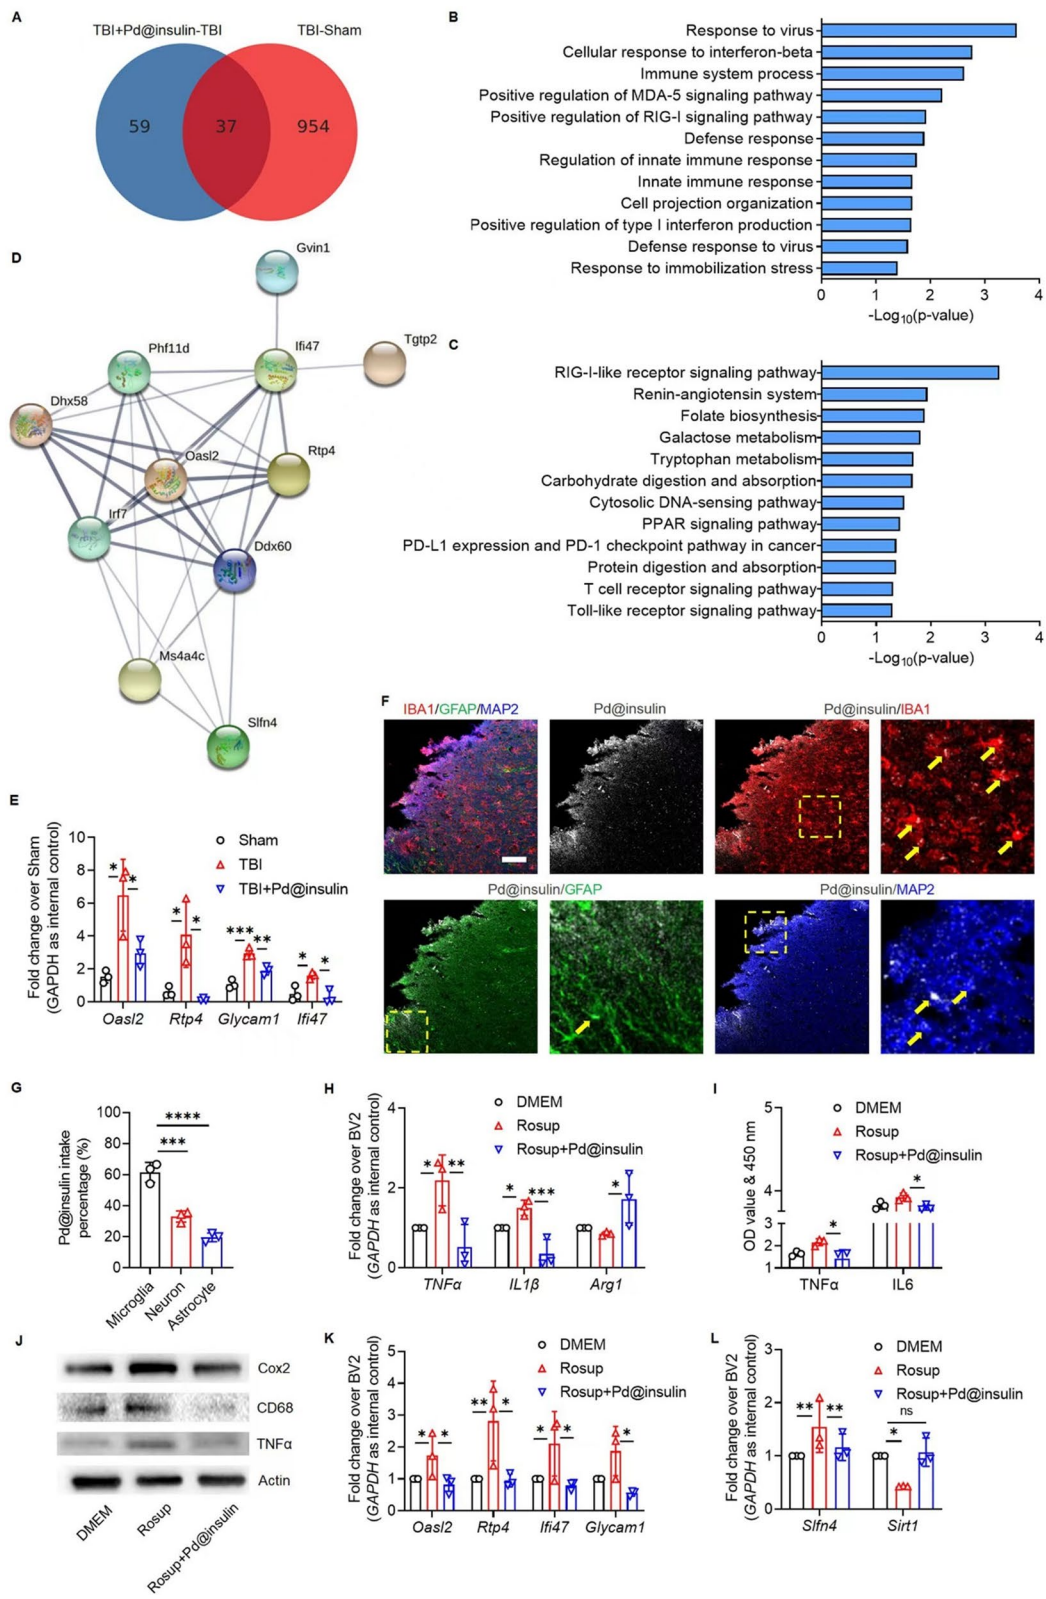 A
TBI+Pd@insulin-TBI
TBI-Sham
59
37
954
B
Response to virus
Cellular response to interferon-beta
Immune system process
Positive regulation of MDA-5 signaling pathway
Positive regulation of RIG-I signaling pathway
Defense response
Regulation of innate immune response
Innate immune response
Cell projection organization
Positive regulation of type I interferon production
Defense response to virus
Response to immobilization stress
0 1 2 3 4
-Log10(p-value)
C
RIG-I-like receptor signaling pathway
Renin-angiotensin system
Folate biosynthesis
Galactose metabolism
Tryptophan metabolism
Carbohydrate digestion and absorption
Cytosolic DNA-sensing pathway
PPAR signaling pathway
PD-L1 expression and PD-1 checkpoint pathway in cancer
Protein digestion and absorption
T cell receptor signaling pathway
Toll-like receptor signaling pathway
0 1 2 3 4
-Log10(p-value)
D
Gvin1
Ifi47
Tgtp2
Phf11d
Dhx58
Oasl2
Rtp4
Irf7
Ddx60
Ms4a4c
Slfn4
E
Fold change over Sham
(GAPDH as internal control)
10
8
6
4
2
0
Sham
TBI
TBI+Pd@insulin
* * * * *** ** * *
Oasl2 Rtp4 Glycam1 Ifi47
F
IBA1/GFAP/MAP2
Pd@insulin
Pd@insulin/IBA1
Pd@insulin/GFAP
Pd@insulin/MAP2
G
Pd@insulin intake
percentage (%)
100
80
60
40
20
0
****
***
Microglia
Neuron
Astrocyte
H
Fold change over BV2
(GAPDH as internal control)
4
2
0
DMEM
Rosup
Rosup+Pd@insulin
* ** * *** *
TNFα IL1β Arg1
I
OD value & 450 nm
5
4
3
2
1
DMEM
Rosup
Rosup+Pd@insulin
* *
TNFα IL6
J
Cox2
CD68
TNFα
Actin
DMEM
Rosup
Rosup+Pd@insulin
K
Fold change over BV2
(GAPDH as internal control)
5
4
3
2
1
0
DMEM
Rosup
Rosup+Pd@insulin
* * ** * * * *
Oasl2 Rtp4 Ifi47 Glycam1
L
Fold change over BV2
(GAPDH as internal control)
3
2
1
0
DMEM
Rosup
Rosup+Pd@insulin
** ** ns
*
Slfn4 Sirt1